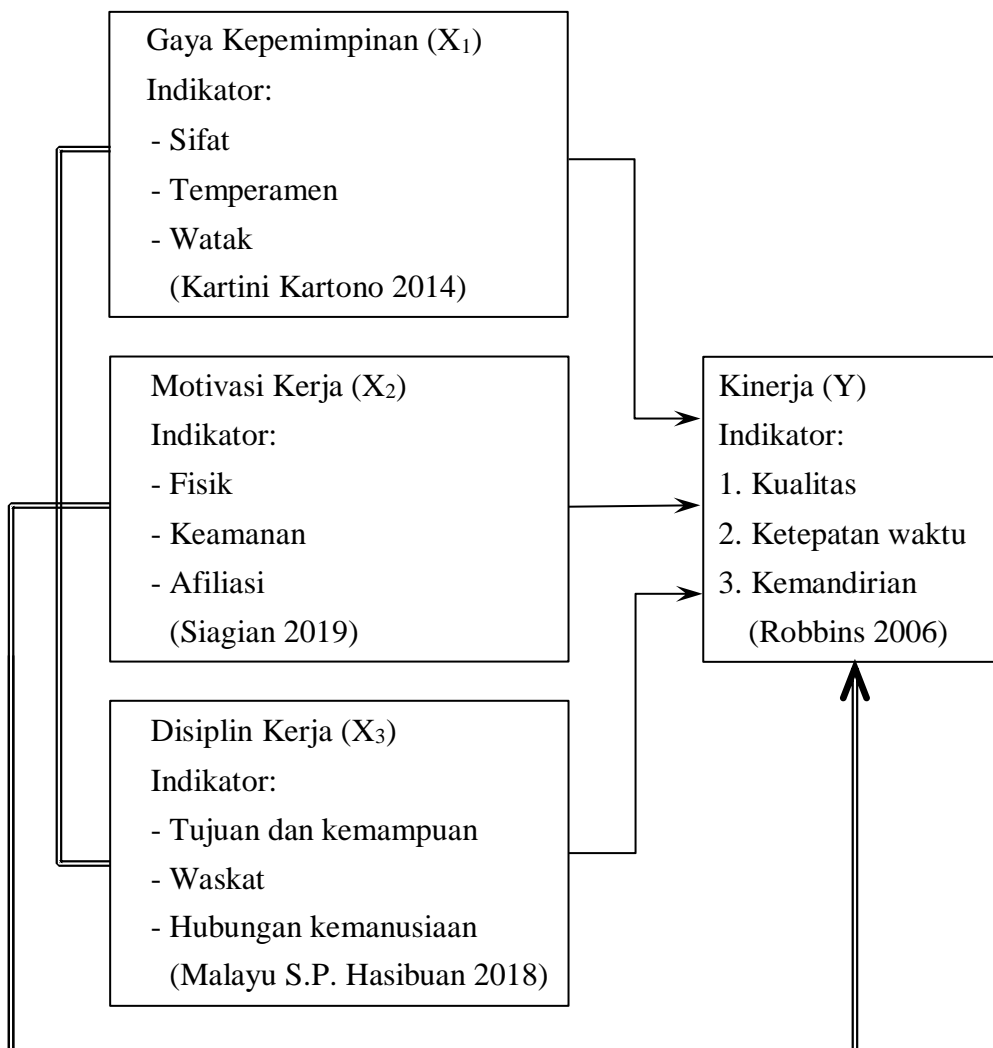 Gaya Kepemimpinan (X₁)
Indikator:
- Sifat
- Temperamen
- Watak
(Kartini Kartono 2014)
Motivasi Kerja (X₂)
Indikator:
- Fisik
- Keamanan
- Afiliasi
(Siagian 2019)
Disiplin Kerja (X₃)
Indikator:
- Tujuan dan kemampuan
- Waskat
- Hubungan kemanusiaan
(Malayu S.P. Hasibuan 2018)
Kinerja (Y)
Indikator:
1. Kualitas
2. Ketepatan waktu
3. Kemandirian
(Robbins 2006)